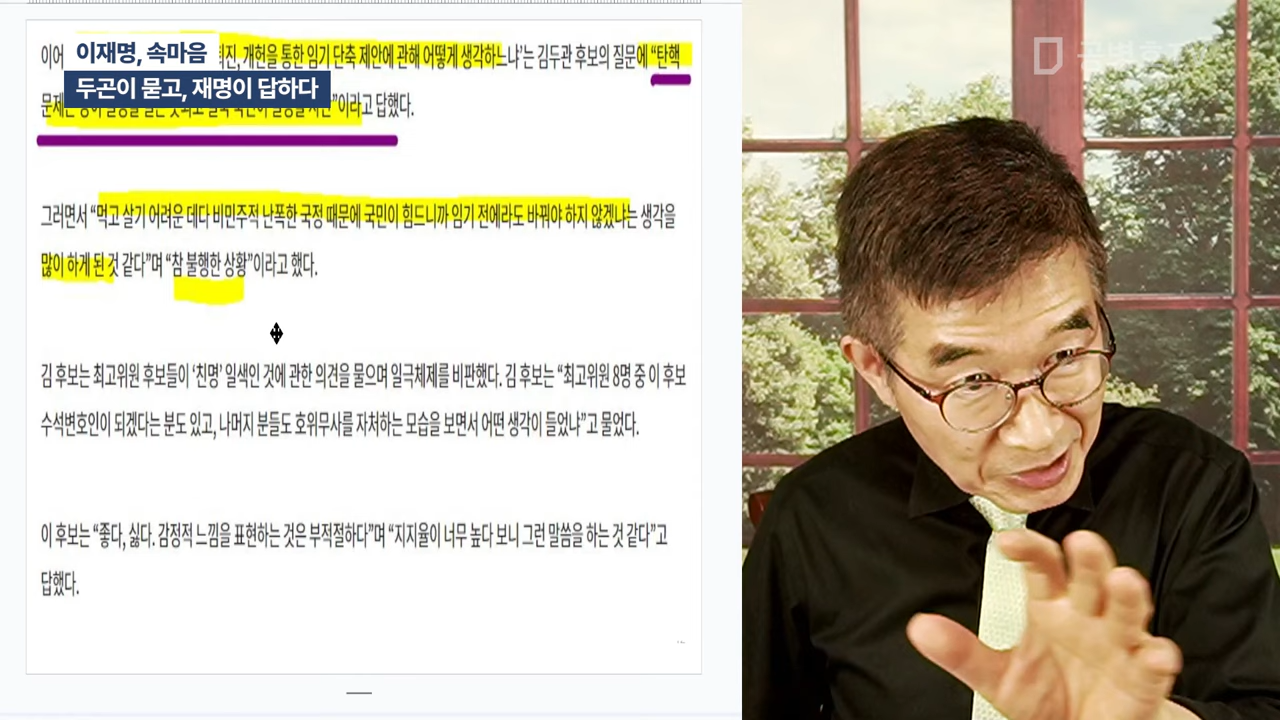 이재명, 속마음
두곤이 묻고, 재명이 답하다
이어 퇴진, 개헌을 통한 임기 단축 제안에 관해 어떻게 생각하느냐’는 김두관 후보의 질문에 “탄핵
”이라고 답했다.
그러면서 “먹고 살기 어려운 데다 비민주적 난폭한 국정 때문에 국민이 힘드니까 임기 전에라도 바꿔야 하지 않겠냐는 생각을
많이 하게 된 것 같다”며 “참 불행한 상황”이라고 했다.
김 후보는 최고위원 후보들이 ‘친명’ 일색인 것에 관한 의견을 물으며 일극체제를 비판했다. 김 후보는 “최고위원 8명 중 이 후보
수석변호인이 되겠다는 분도 있고, 나머지 분들도 호위무사를 자처하는 모습을 보면서 어떤 생각이 들었냐”고 물었다.
이 후보는 “좋다, 싫다. 감정적 느낌을 표현하는 것은 부적절하다”며 “지지율이 너무 높다 보니 그런 말씀을 하는 것 같다”고
답했다.